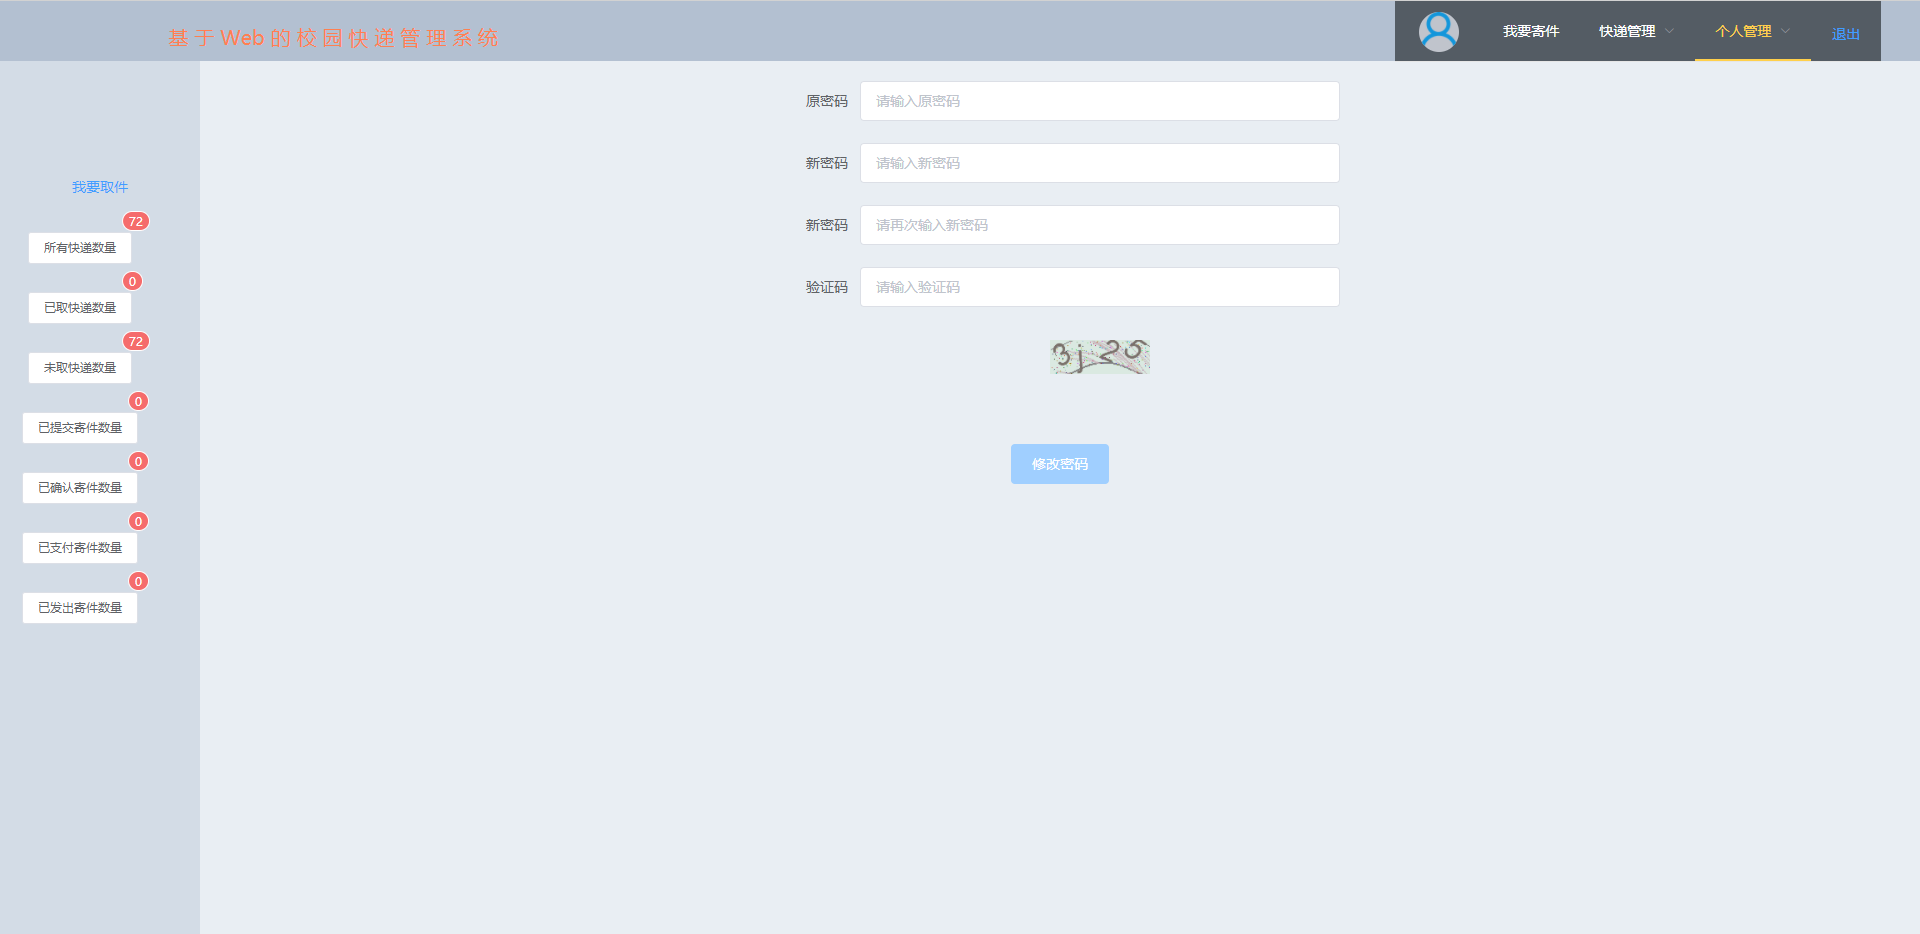 基于Web的校园快递管理系统
我要寄件 快递管理 个人管理 退出
我要取件
72
所有快递数量
0
已取快递数量
72
未取快递数量
0
已提交寄件数量
0
已确认寄件数量
0
已支付寄件数量
0
已发出寄件数量
原密码 请输入原密码
新密码 请输入新密码
新密码 请再次输入新密码
验证码 请输入验证码
3j25
修改密码